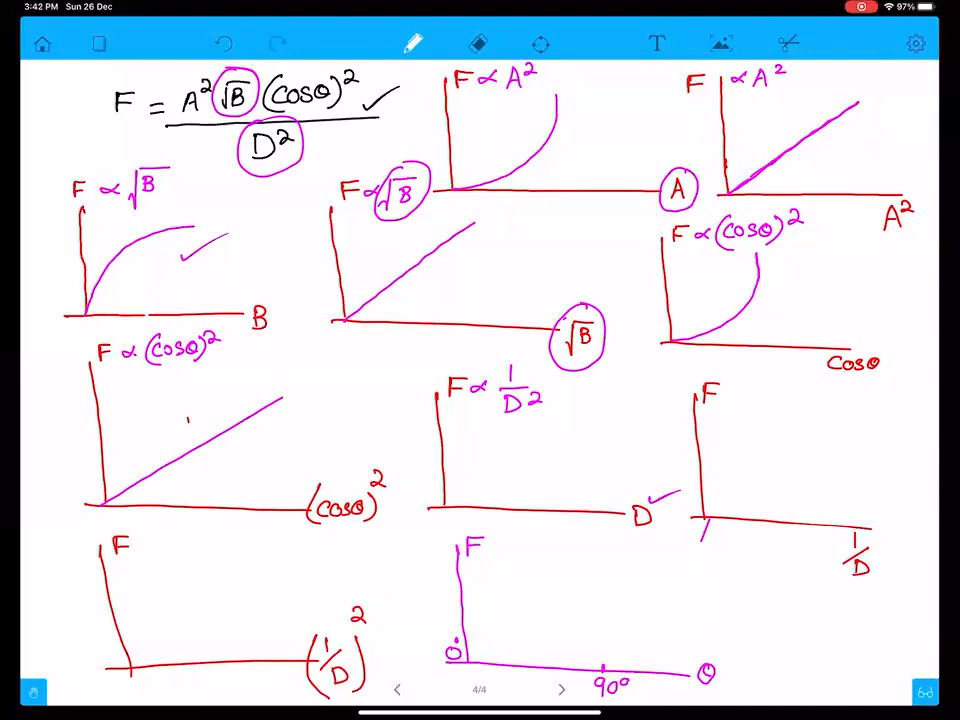 3:42 PM Sun 26 Dec
97%
T
F = A² √B (Cosθ)² / D²
F ∝ A²
A
F ∝ A²
A²
F ∝ √B
B
F ∝ √B
√B
F ∝ (Cosθ)²
Cosθ
F ∝ (Cosθ)²
(Cosθ)²
F ∝ 1/D²
D
F
1/D
F
(1/D)²
F
0°
90°
θ
4/4